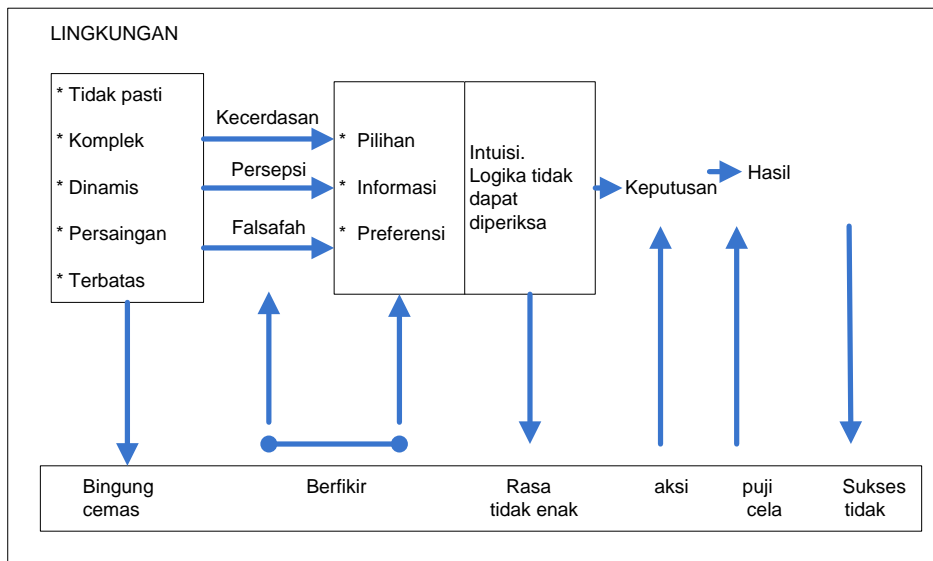 LINGKUNGAN
* Tidak pasti
* Komplek
* Dinamis
* Persaingan
* Terbatas
Kecerdasan
Persepsi
Falsafah
* Pilihan
* Informasi
* Preferensi
Intuisi.
Logika tidak
dapat
diperiksa
Keputusan
Hasil
Bingung
cemas
Berfikir
Rasa
tidak enak
aksi
puji
cela
Sukses
tidak